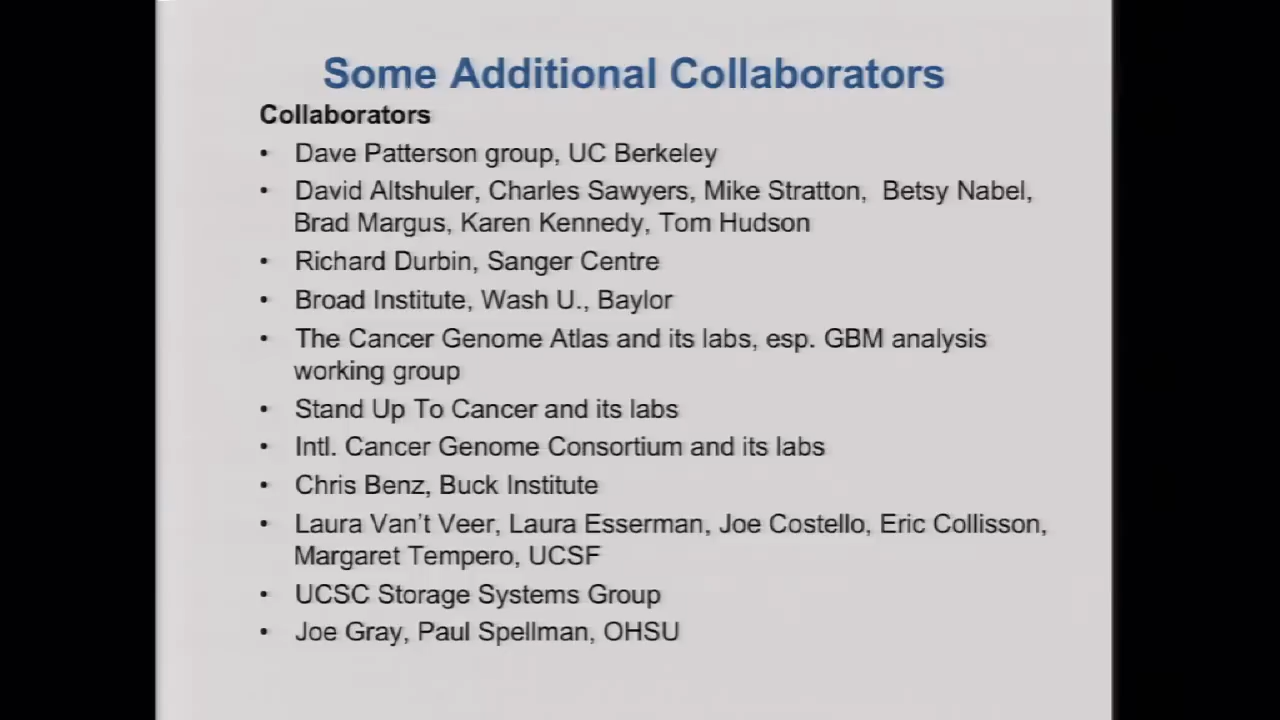 Some Additional Collaborators
Collaborators
• Dave Patterson group, UC Berkeley
• David Altshuler, Charles Sawyers, Mike Stratton, Betsy Nabel,
Brad Margus, Karen Kennedy, Tom Hudson
• Richard Durbin, Sanger Centre
• Broad Institute, Wash U., Baylor
• The Cancer Genome Atlas and its labs, esp. GBM analysis
working group
• Stand Up To Cancer and its labs
• Intl. Cancer Genome Consortium and its labs
• Chris Benz, Buck Institute
• Laura Van’t Veer, Laura Esserman, Joe Costello, Eric Collisson,
Margaret Tempero, UCSF
• UCSC Storage Systems Group
• Joe Gray, Paul Spellman, OHSU